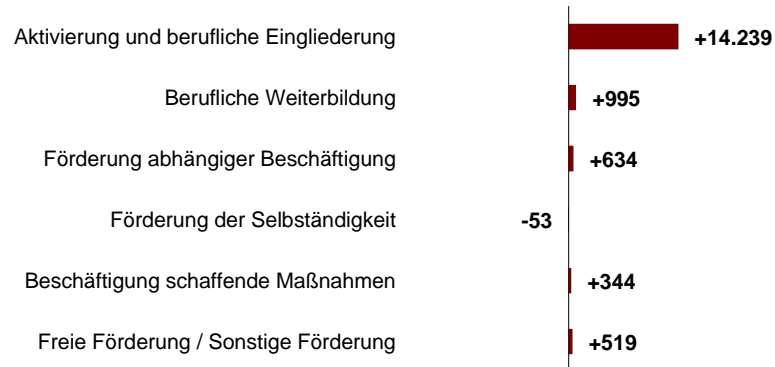 Aktivierung und berufliche Eingliederung +14.239
Berufliche Weiterbildung +995
Förderung abhängiger Beschäftigung +634
Förderung der Selbständigkeit -53
Beschäftigung schaffende Maßnahmen +344
Freie Förderung / Sonstige Förderung +519